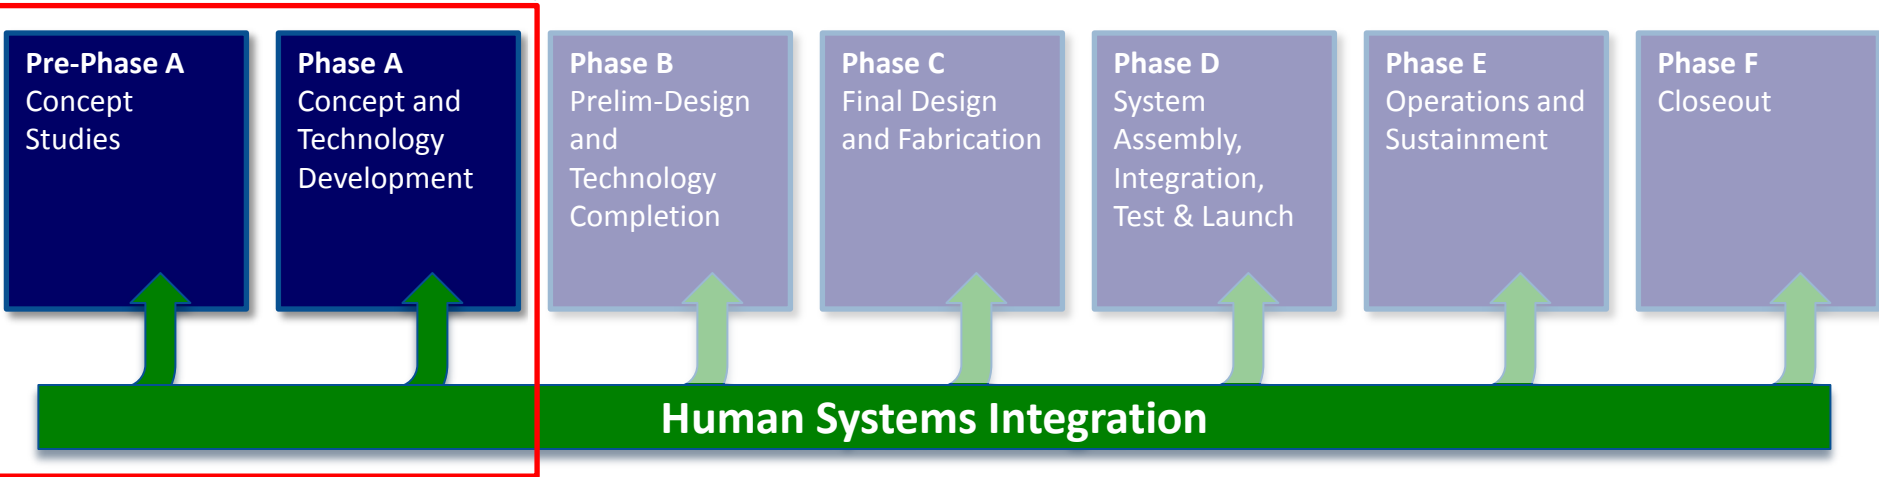 Pre-Phase A
Concept
Studies
Phase A
Concept and
Technology
Development
Phase B
Prelim-Design
and
Technology
Completion
Phase C
Final Design
and Fabrication
Phase D
System
Assembly,
Integration,
Test & Launch
Phase E
Operations and
Sustainment
Phase F
Closeout
Human Systems Integration